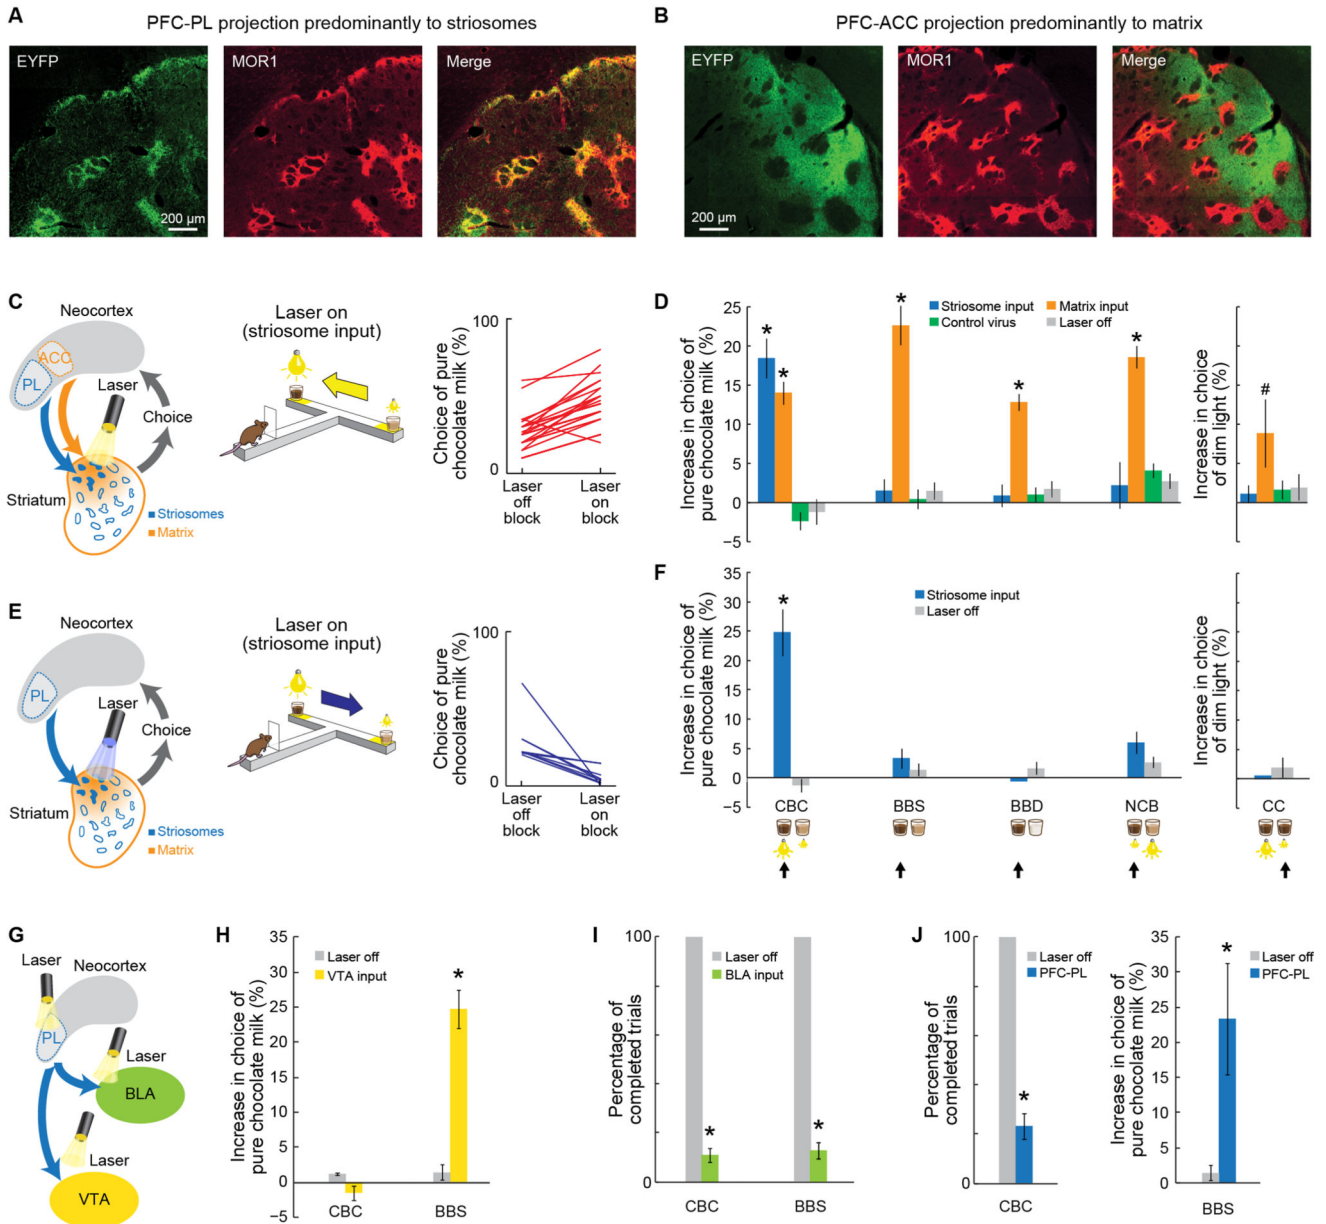 A
PFC-PL projection predominantly to striosomes
EYFP
MOR1
Merge
200 µm
B
PFC-ACC projection predominantly to matrix
EYFP
MOR1
Merge
200 µm
C
Neocortex
ACC
PL
Laser
Choice
Striatum
Striosomes
Matrix
Laser on
(striosome input)
Choice of pure
chocolate milk (%)
100
0
Laser
off
block
Laser
on
block
D
Increase in choice of
pure chocolate milk (%)
25
20
15
10
5
0
−5
Striosome input
Matrix input
Control virus
Laser off
*
*
*
*
*
Increase in choice
of dim light (%)
#
E
Neocortex
PL
Laser
Choice
Striatum
Striosomes
Matrix
Laser on
(striosome input)
Choice of pure
chocolate milk (%)
100
0
Laser
off
block
Laser
on
block
F
Increase in choice of
pure chocolate milk (%)
35
30
25
20
15
10
5
0
−5
Striosome input
Laser off
*
CBC
BBS
BBD
NCB
Increase in choice
of dim light (%)
CC
G
Laser
Neocortex
PL
Laser
BLA
Laser
VTA
H
Increase in choice of
pure chocolate milk (%)
35
30
25
20
15
10
5
0
−5
Laser off
VTA input
*
CBC
BBS
I
Percentage of
completed trials
100
0
Laser off
BLA input
*
*
CBC
BBS
J
Percentage of
completed trials
100
0
Laser off
PFC-PL
*
CBC
Increase in choice of
pure chocolate milk (%)
35
30
25
20
15
10
5
0
Laser off
PFC-PL
*
BBS